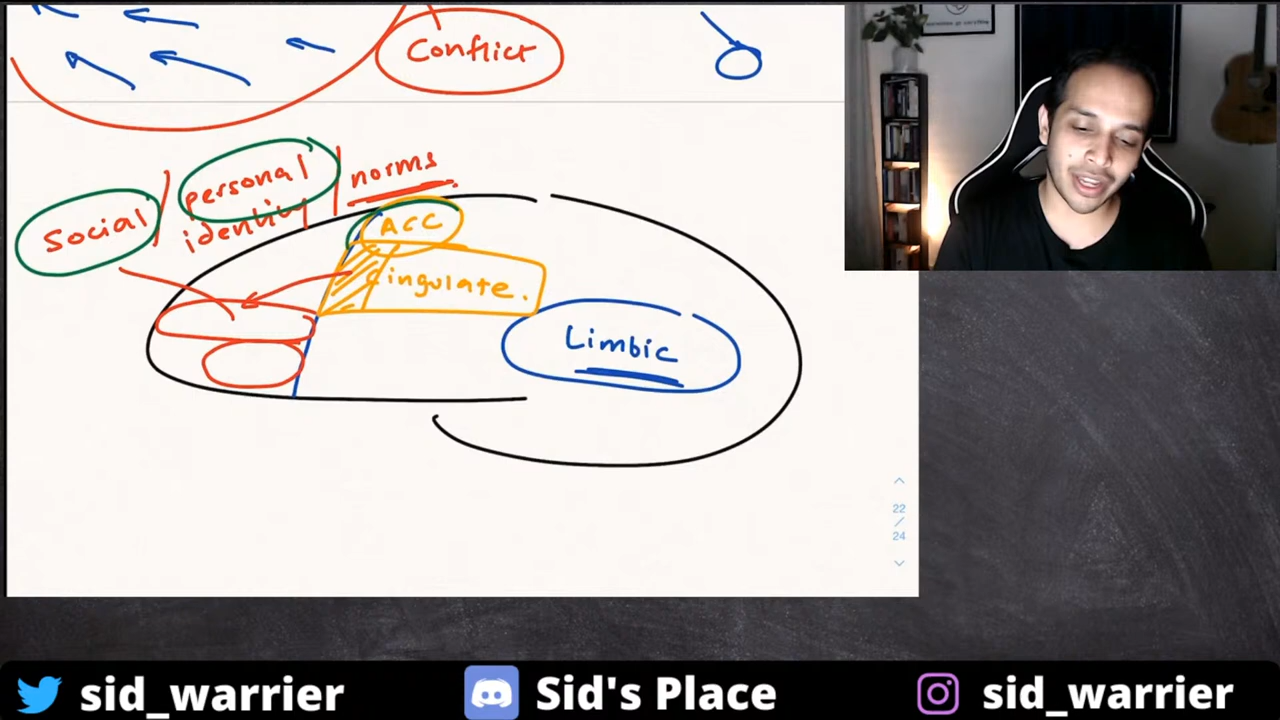 Conflict
social / personal identity / norms
ACC
cingulate.
Limbic
22
/
24
sid_warrier
Sid's Place
sid_warrier